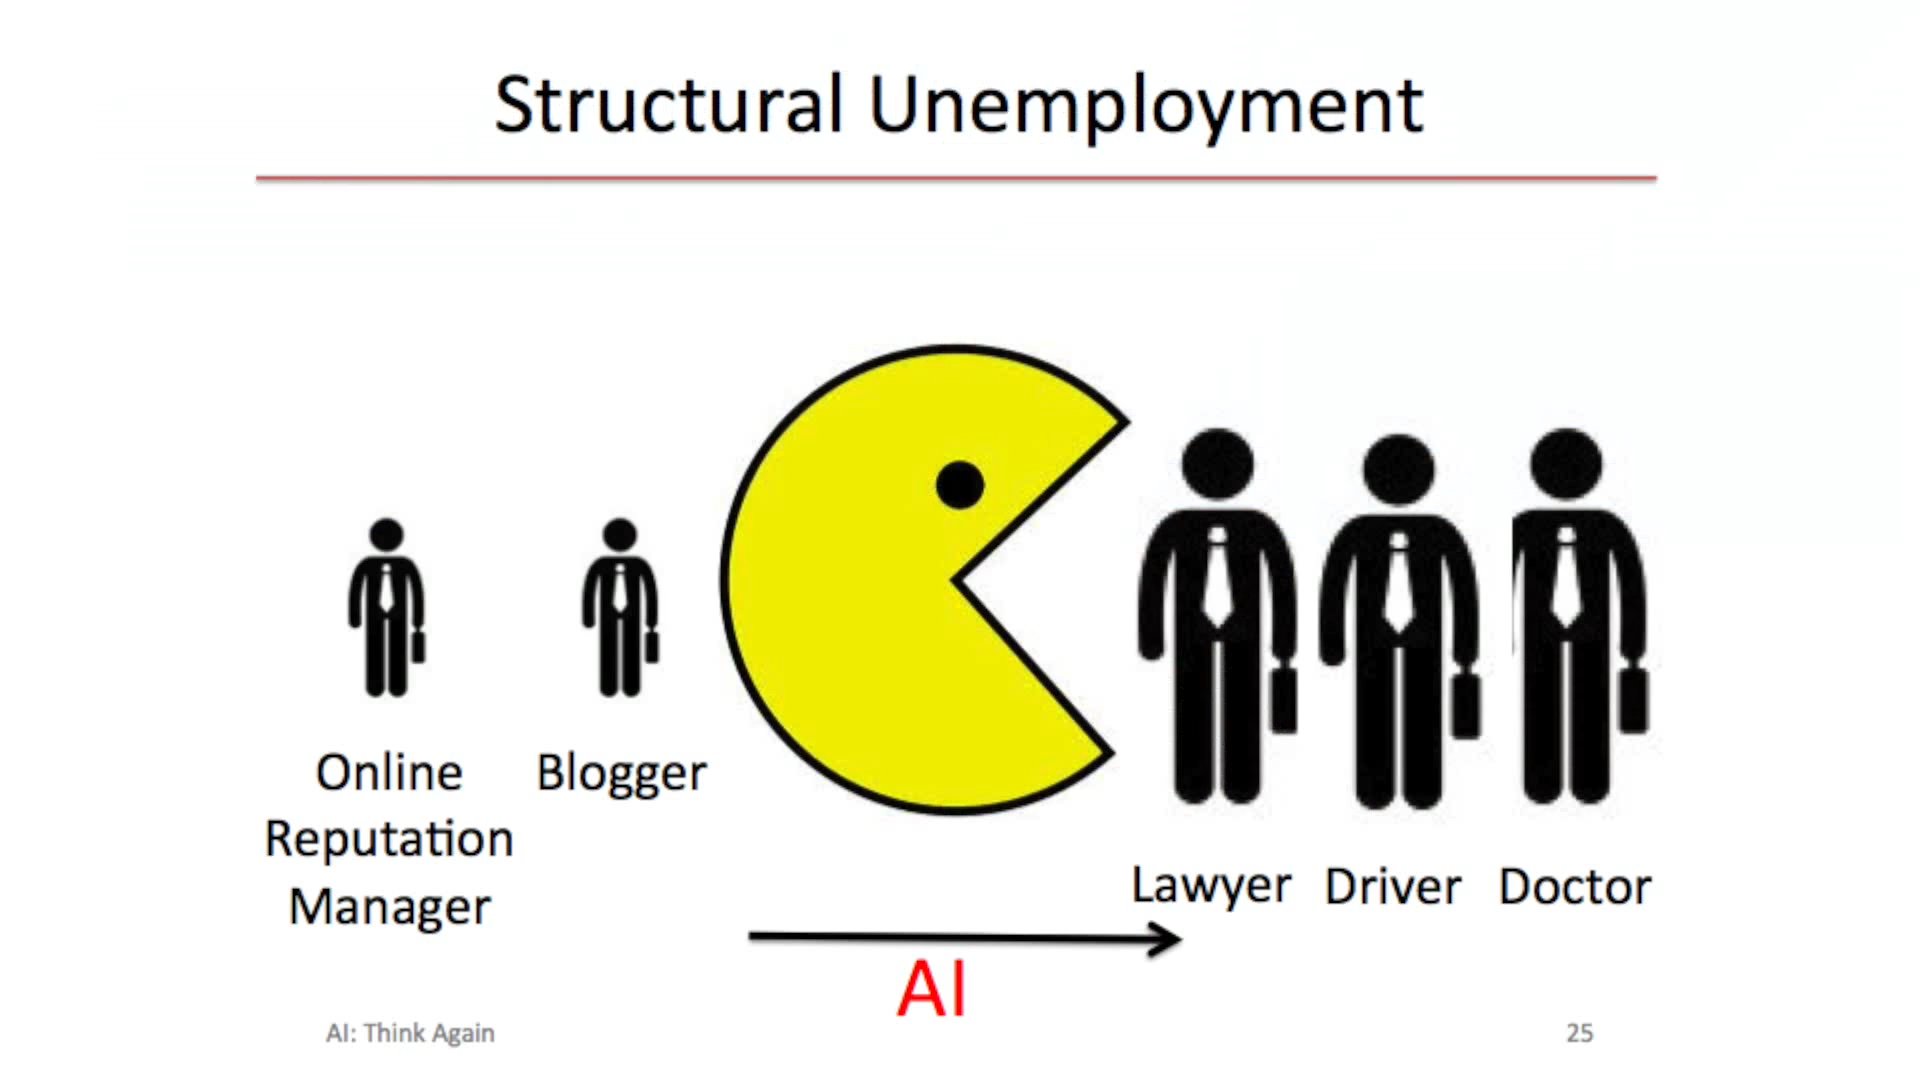 Structural Unemployment
Online
Reputation
Manager
Blogger
Lawyer
Driver
Doctor
AI
AI: Think Again
25